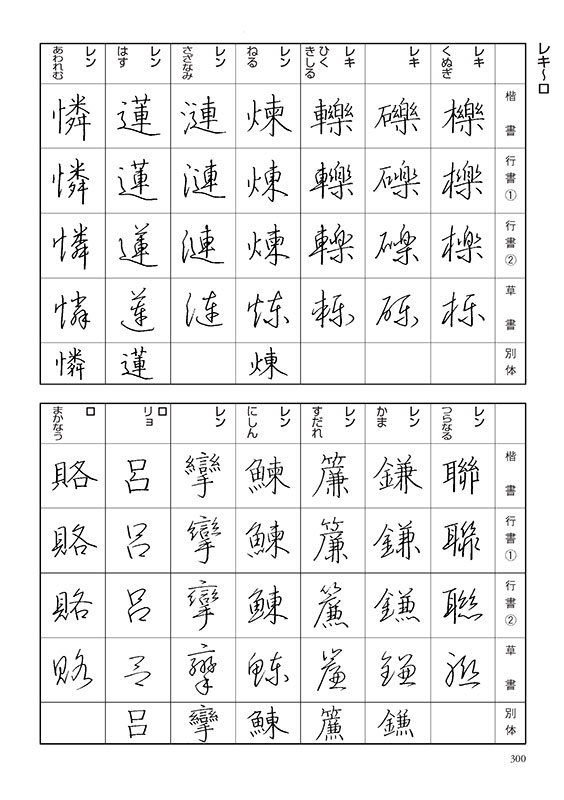 レキ〜ロ
楷書 行書① 行書② 草書 別体
レキ
くぬぎ
櫟 櫟 櫟 櫟
レキ
礫 礫 礫 礫
レキ
ひく
きしる
轢 轢 轢 轢
レン
ねる
煉 煉 煉 煉 煉
レン
さざなみ
漣 漣 漣 漣
レン
はす
蓮 蓮 蓮 蓮 蓮
レン
あわれむ
憐 憐 憐 憐 憐
楷書 行書① 行書② 草書 別体
レン
つらなる
聯 聯 聯 聯
レン
かま
鎌 鎌 鎌 鎌 鎌
レン
すだれ
簾 簾 簾 簾 簾
レン
にしん
鰊 鰊 鰊 鰊 鰊
レン
攣 攣 攣 攣 攣
ロ
リョ
呂 呂 呂 呂 呂
ロ
まかなう
賂 賂 賂 賂
300